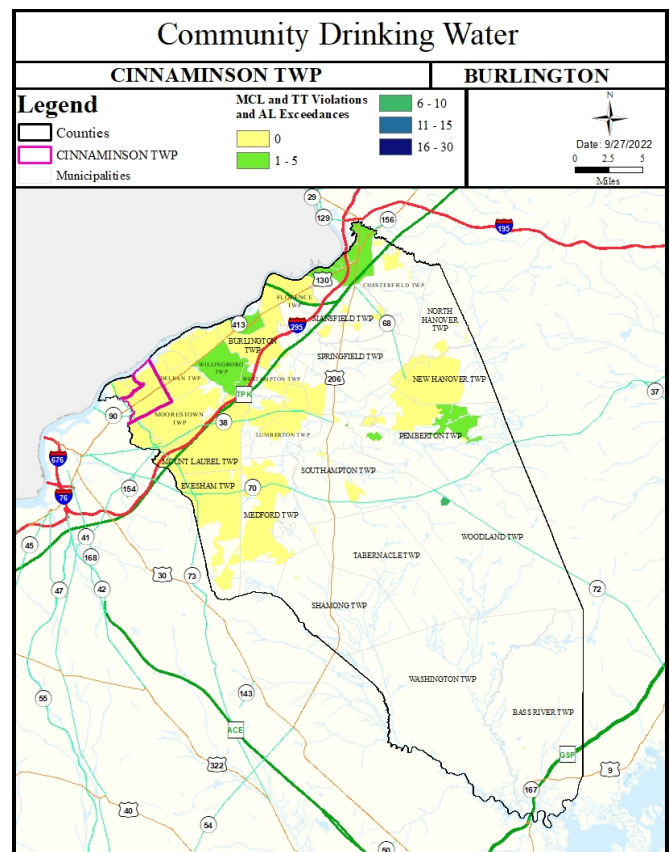 Community Drinking Water
CINNAMINSON TWP
BURLINGTON
Legend
Counties
CINNAMINSON TWP
Municipalities
MCL and TT Violations
and AL Exceedances
0
1 - 5
6 - 10
11 - 15
16 - 30
N
Date: 9/27/2022
0 2.5 5
Miles
29
129
156
195
130
CHESTERFIELD TWP
FLORENCE
TWP
NORTH
HANOVER
TWP
MANSFIELD TWP
68
413
295
BURLINGTON
TWP
SPRINGFIELD TWP
WILLINGBORO
TWP
DELRAN TWP
WESTAMPTON TWP
206
NEW HANOVER TWP
TPK
37
90
MOORESTOWN
TWP
38
LUMBERTON TWP
PEMBERTON TWP
676
MOUNT LAUREL TWP
SOUTHAMPTON TWP
76
154
EVESHAM TWP
70
MEDFORD TWP
41
45
168
WOODLAND TWP
TABERNACLE TWP
30
73
47
42
72
SHAMONG TWP
WASHINGTON TWP
55
143
BASS RIVER TWP
ACE
GSP
322
9
167
40
54
50